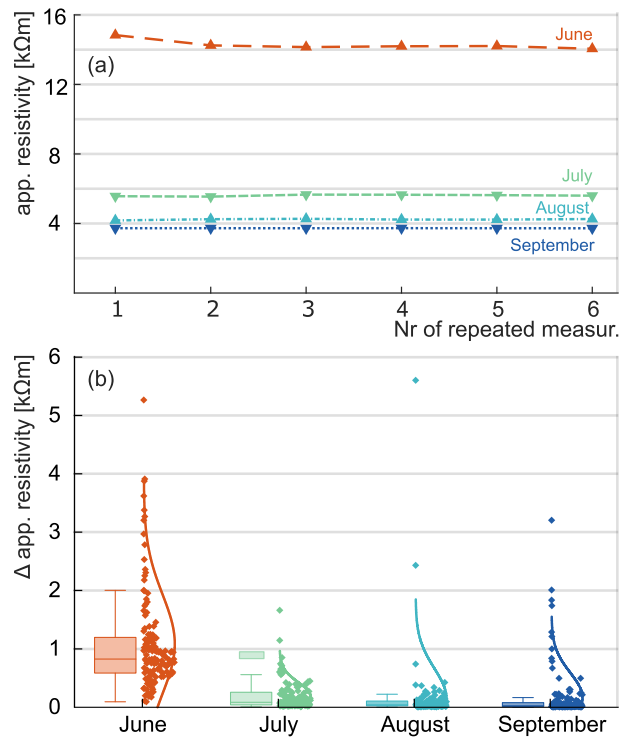 app. resistivity [kΩm]
16
12
8
4
(a)
June
July
August
September
1 2 3 4 5 6
Nr of repeated measur.
Δ app. resistivity [kΩm]
6
5
4
3
2
1
0
(b)
June July August September